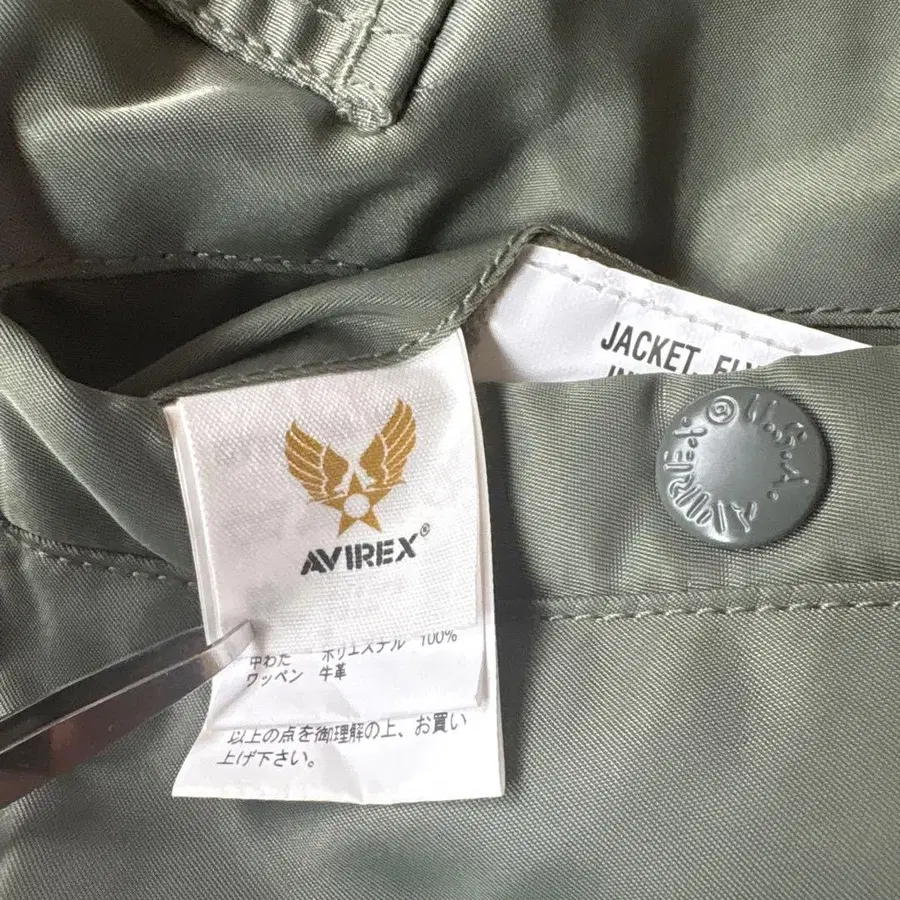 JACKET,
U.S.A. AVIREX
AVIREX®
中わた ポリエステル 100%
ワッペン 牛革
以上の点を御理解の上、お買い
上げ下さい。